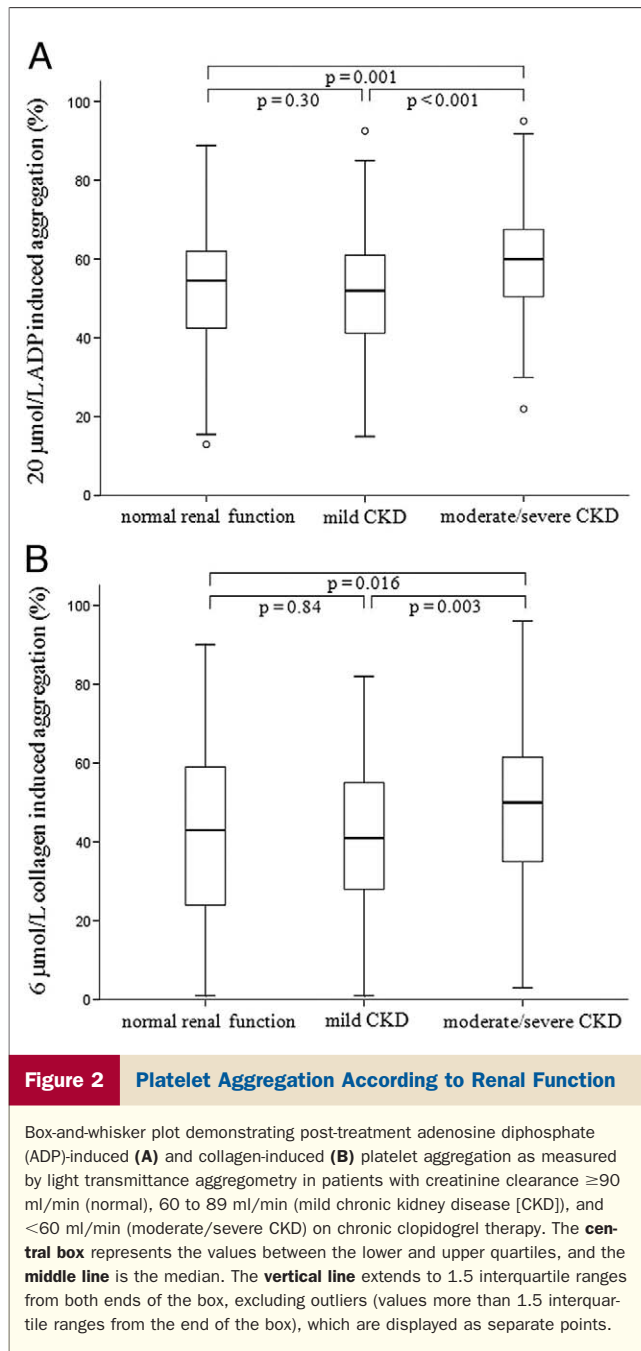 A
p=0.001
p=0.30
p<0.001
20 µmol/L ADP induced aggregation (%)
100
80
60
40
20
0
normal renal function
mild CKD
moderate/severe CKD
B
p=0.016
p=0.84
p=0.003
6 µmol/L collagen induced aggregation (%)
100
80
60
40
20
0
normal renal function
mild CKD
moderate/severe CKD
Figure 2 Platelet Aggregation According to Renal Function
Box-and-whisker plot demonstrating post-treatment adenosine diphosphate
(ADP)-induced (A) and collagen-induced (B) platelet aggregation as measured
by light transmittance aggregometry in patients with creatinine clearance ≥90
ml/min (normal), 60 to 89 ml/min (mild chronic kidney disease [CKD]), and
<60 ml/min (moderate/severe CKD) on chronic clopidogrel therapy. The cen-
tral box represents the values between the lower and upper quartiles, and the
middle line is the median. The vertical line extends to 1.5 interquartile ranges
from both ends of the box, excluding outliers (values more than 1.5 interquar-
tile ranges from the end of the box), which are displayed as separate points.